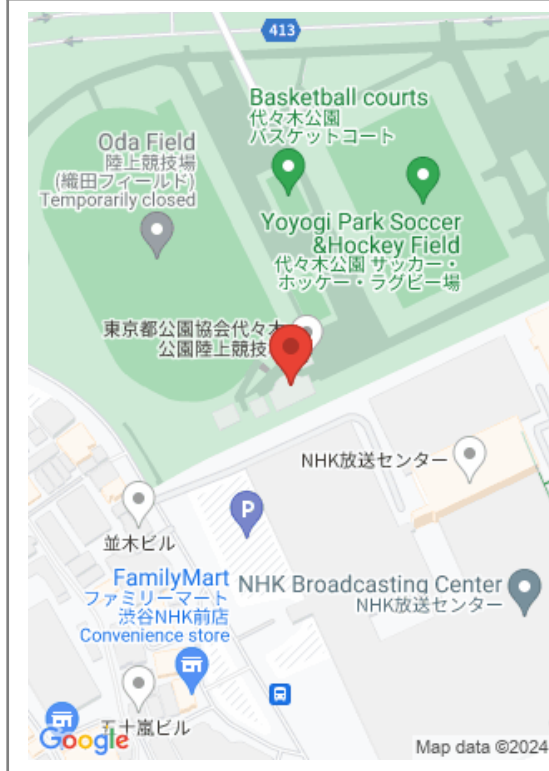 413
Basketball courts
代々木公園
バスケットコート
Oda Field
陸上競技場
(織田フィールド)
Temporarily closed
Yoyogi Park Soccer
&Hockey Field
代々木公園 サッカー・
ホッケー・ラグビー場
東京都公園協会代々木
公園陸上競技
NHK放送センター
P
並木ビル
FamilyMart
ファミリーマート
渋谷NHK前店
Convenience store
NHK Broadcasting Center
NHK放送センター
五十嵐ビル
Google
Map data ©2024